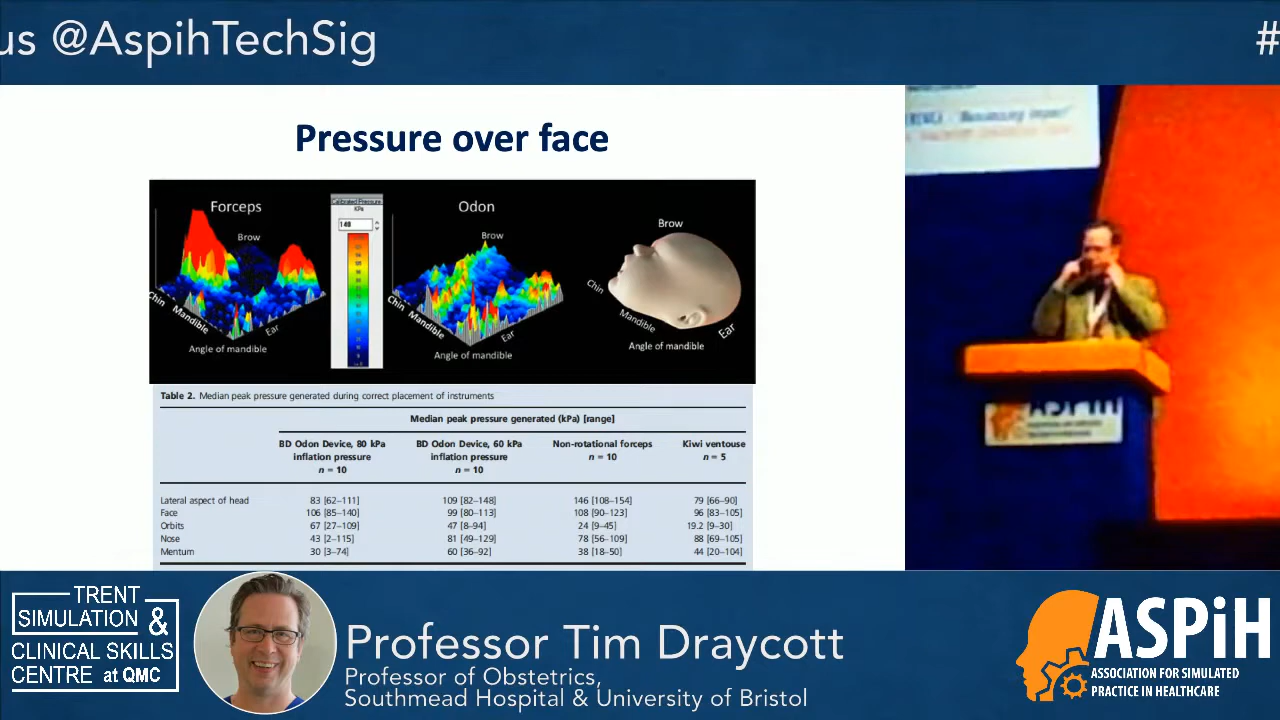 us @AspihTechSig
#
Pressure over face
Forceps
Brow
Chin
Mandible
Angle of mandible
Ear
Calibrated Pressure
KPa
148
Odon
Brow
Chin
Mandible
Angle of mandible
Ear
Brow
Chin
Mandible
Angle of mandible
Ear
Table 2. Median peak pressure generated during correct placement of instruments
Median peak pressure generated (kPa) [range]
BD Odon Device, 80 kPa inflation pressure n = 10
BD Odon Device, 60 kPa inflation pressure n = 10
Non-rotational forceps n = 10
Kiwi ventouse n = 5
Lateral aspect of head 83 [62–111] 109 [82–148] 146 [108–154] 79 [66–90]
Face 106 [85–140] 99 [80–113] 108 [90–123] 96 [83–105]
Orbits 67 [27–109] 47 [8–94] 24 [9–45] 19.2 [9–30]
Nose 43 [2–115] 81 [49–129] 78 [56–109] 88 [69–105]
Mentum 30 [3–74] 60 [36–92] 38 [18–50] 44 [20–104]
ASPiH
TRENT
SIMULATION &
CLINICAL SKILLS
CENTRE at QMC
Professor Tim Draycott
Professor of Obstetrics,
Southmead Hospital & University of Bristol
ASPiH
ASSOCIATION FOR SIMULATED
PRACTICE IN HEALTHCARE